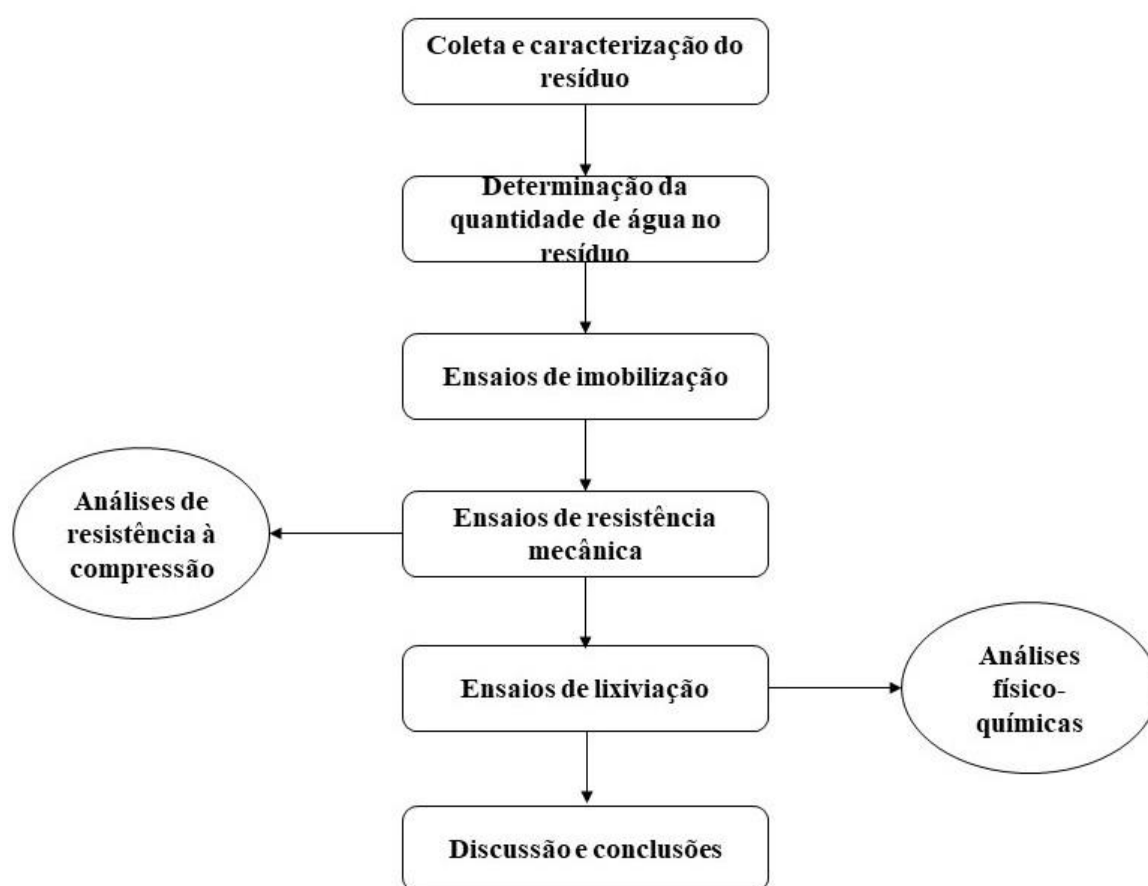 Coleta e caracterização do
resíduo
Determinação da
quantidade de água no
resíduo
Ensaios de imobilização
Análises de
resistência à
compressão
Ensaios de resistência
mecânica
Ensaios de lixiviação
Análises
físico-
químicas
Discussão e conclusões